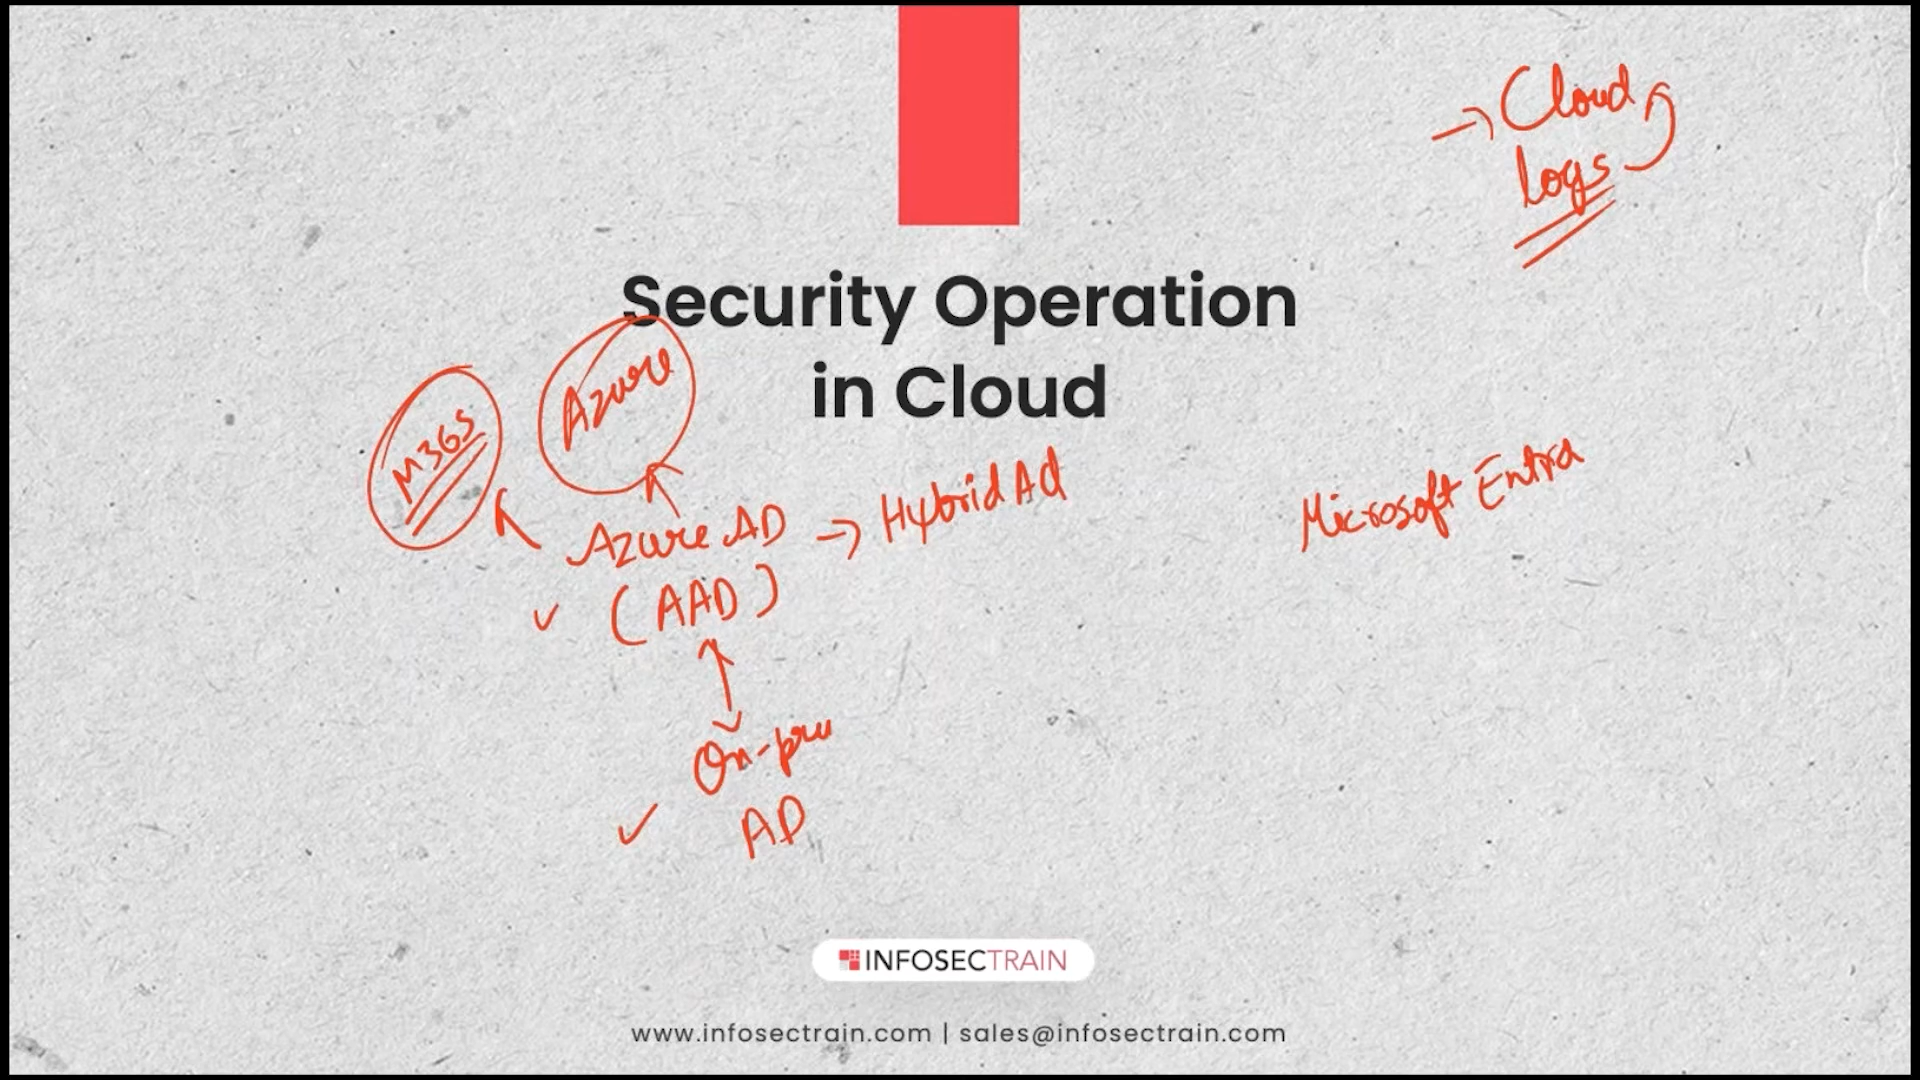 → Cloud
logs
Security Operation
in Cloud
M365
Azure
Azure AD → Hybrid Ad
(AAD)
On-pre
AD
Microsoft Entra
INFOSECTRAIN
www.infosectrain.com | sales@infosectrain.com